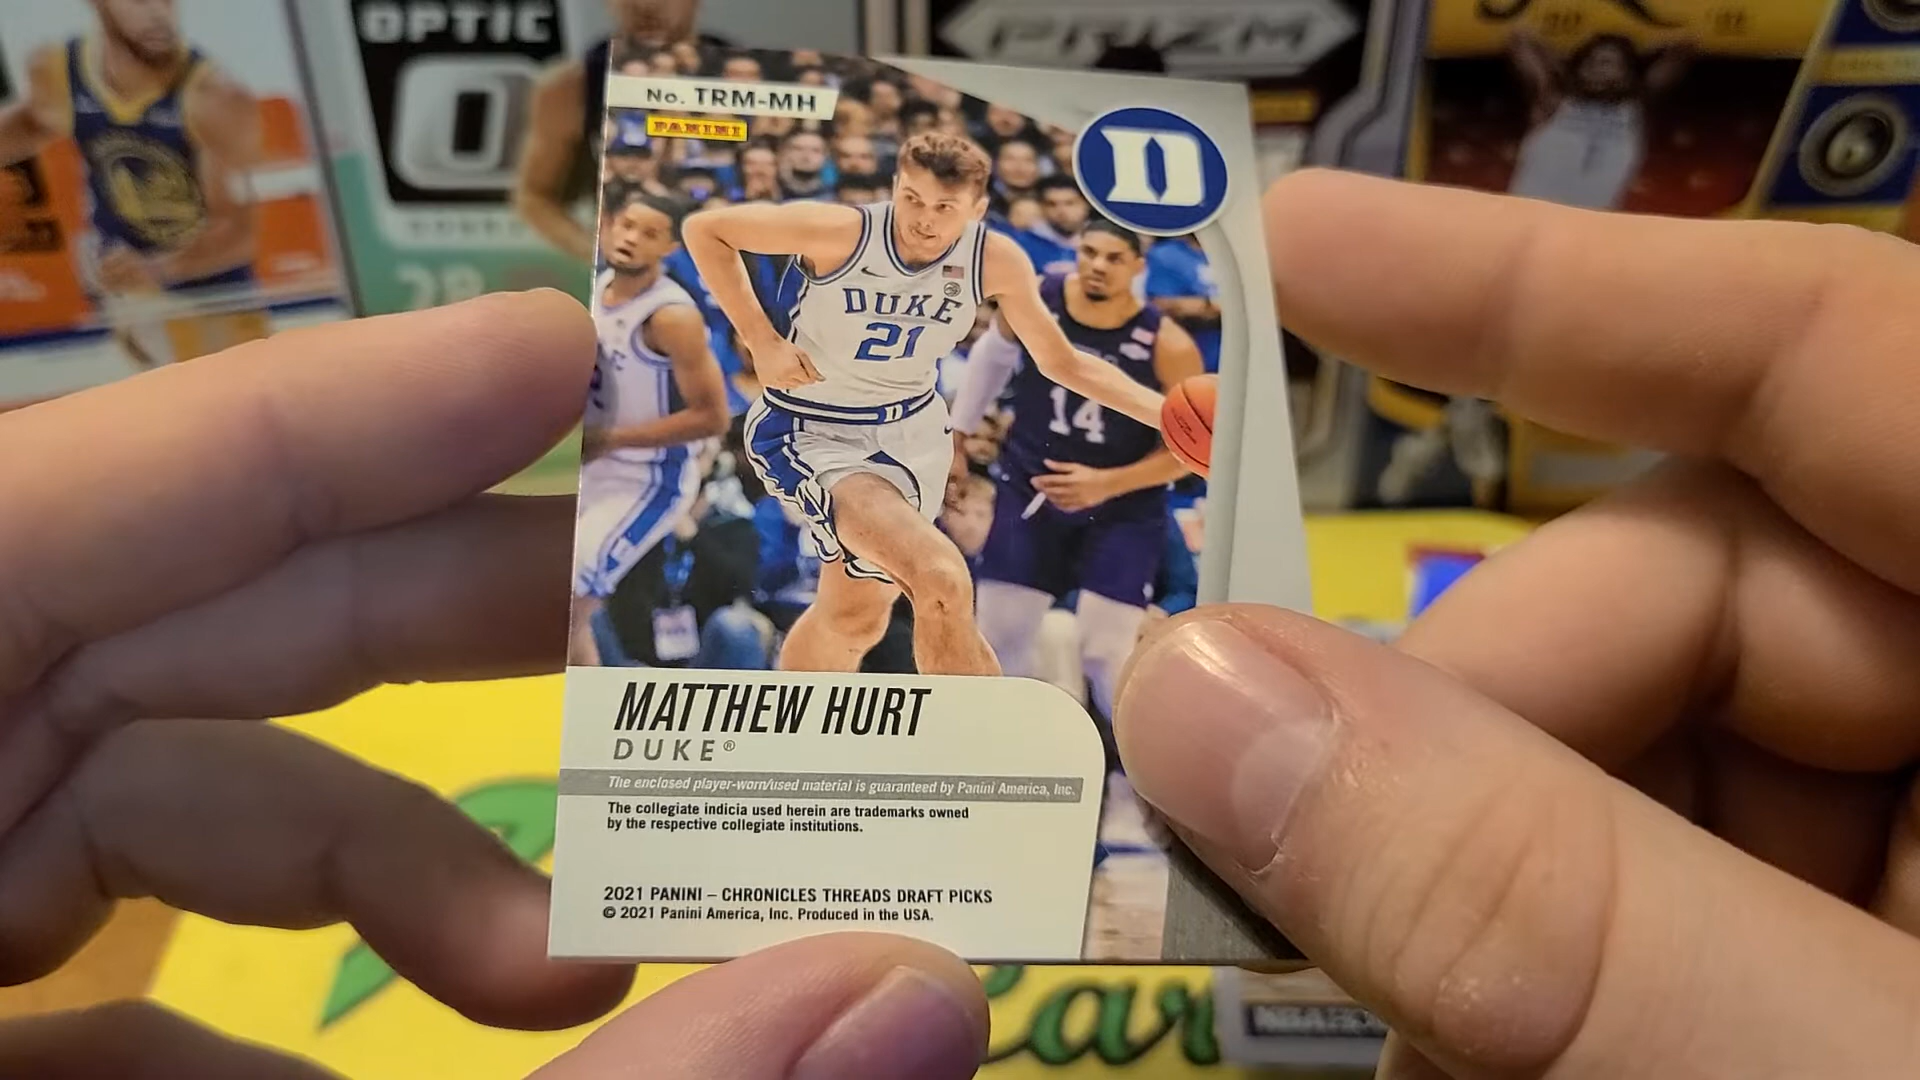 OPTIC
PRIZM
No. TRM-MH
PANINI
D
DUKE
21
14
D
MATTHEW HURT
DUKE®
The enclosed player-worn/used material is guaranteed by Panini America, Inc.
The collegiate indicia used herein are trademarks owned
by the respective collegiate institutions.
2021 PANINI – CHRONICLES THREADS DRAFT PICKS
© 2021 Panini America, Inc. Produced in the USA.
Car